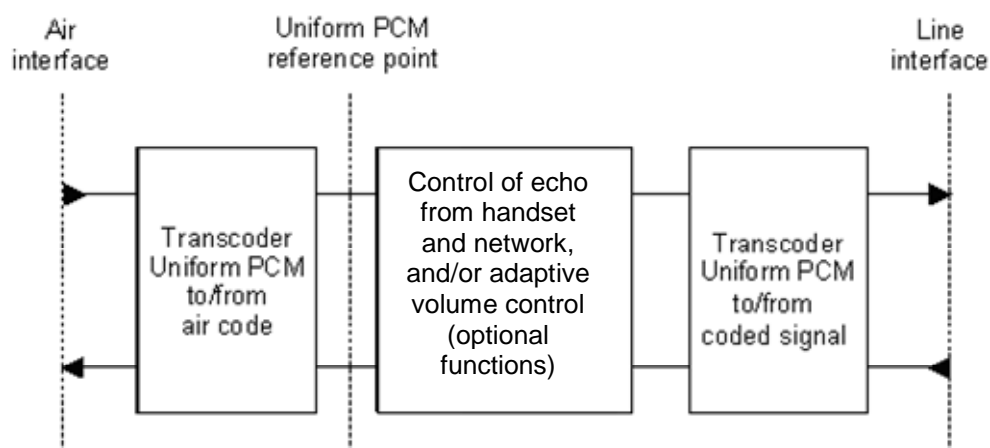 Air
interface
Uniform PCM
reference point
Line
interface
Transcoder
Uniform PCM
to/from
air code
Control of echo
from handset
and network,
and/or adaptive
volume control
(optional
functions)
Transcoder
Uniform PCM
to/from
coded signal